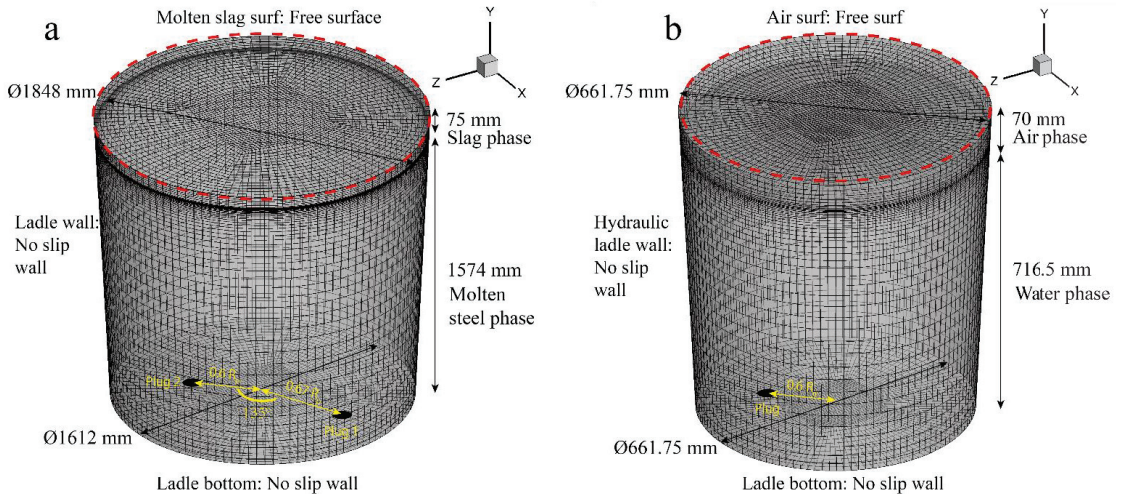 a
Molten slag surf: Free surface
Y
Z
X
Ø1848 mm
75 mm
Slag phase
Ladle wall:
No slip
wall
1574 mm
Molten
steel phase
Plug 2
0.6 R
0.67 R
Plug 1
Ø1612 mm
Ladle bottom: No slip wall
b
Air surf: Free surf
Y
Z
X
Ø661.75 mm
70 mm
Air phase
Hydraulic
ladle wall:
No slip
wall
716.5 mm
Water phase
0.6 R
Plug
Ø661.75 mm
Ladle bottom: No slip wall